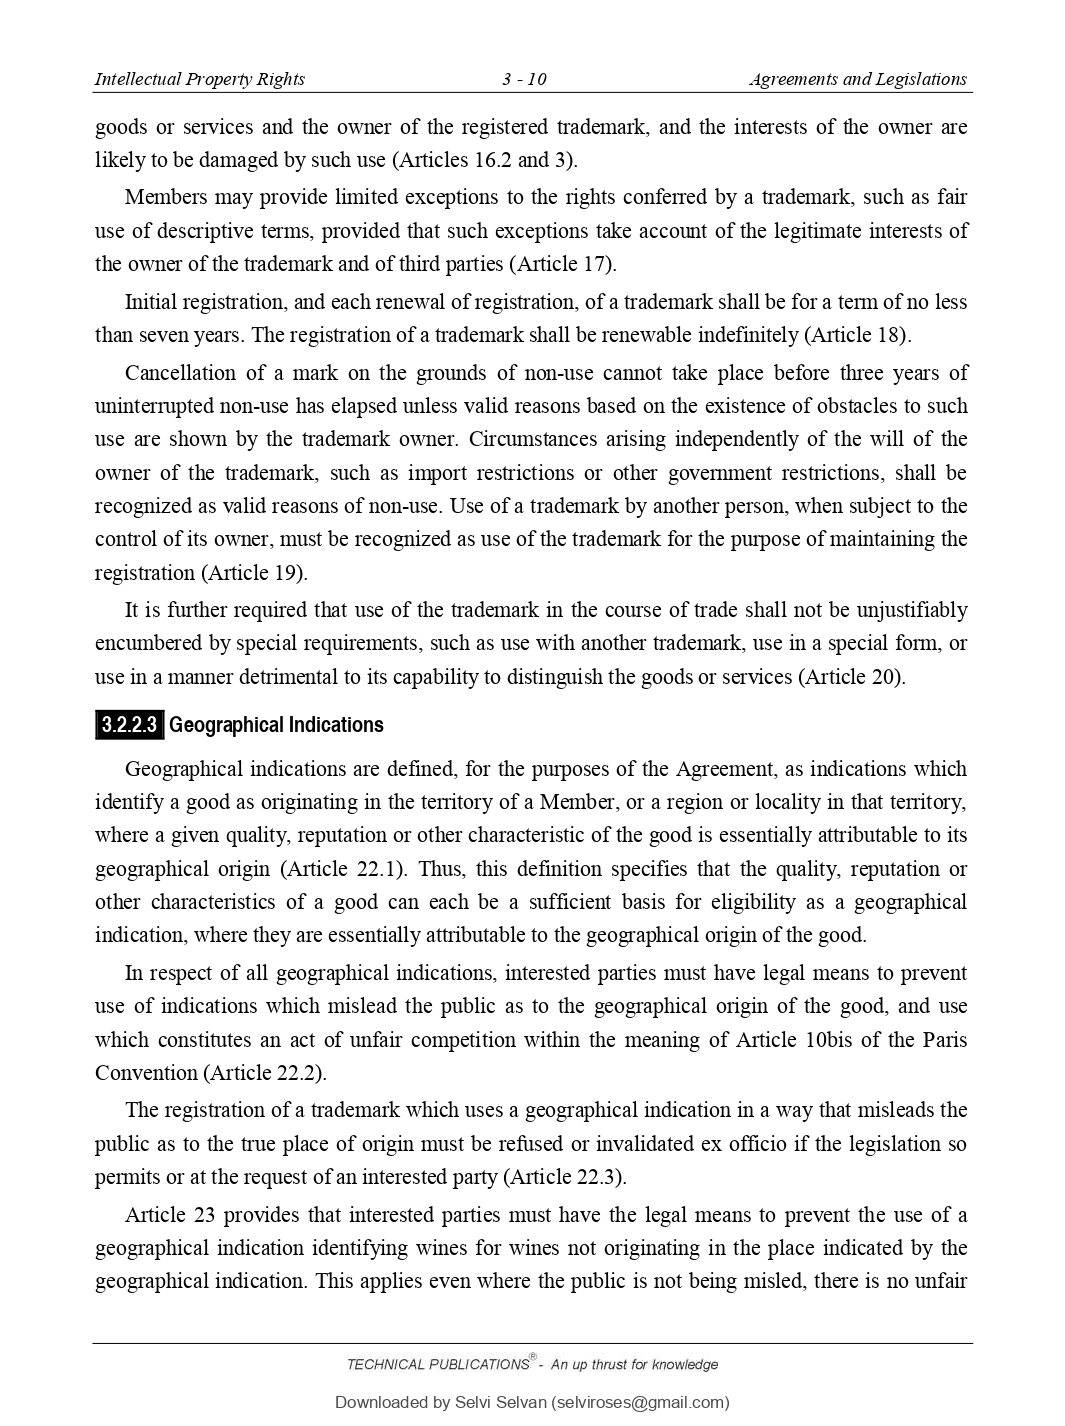 Intellectual Property Rights 3 - 10 Agreements and Legislations
goods or services and the owner of the registered trademark, and the interests of the owner are
likely to be damaged by such use (Articles 16.2 and 3).
Members may provide limited exceptions to the rights conferred by a trademark, such as fair
use of descriptive terms, provided that such exceptions take account of the legitimate interests of
the owner of the trademark and of third parties (Article 17).
Initial registration, and each renewal of registration, of a trademark shall be for a term of no less
than seven years. The registration of a trademark shall be renewable indefinitely (Article 18).
Cancellation of a mark on the grounds of non-use cannot take place before three years of
uninterrupted non-use has elapsed unless valid reasons based on the existence of obstacles to such
use are shown by the trademark owner. Circumstances arising independently of the will of the
owner of the trademark, such as import restrictions or other government restrictions, shall be
recognized as valid reasons of non-use. Use of a trademark by another person, when subject to the
control of its owner, must be recognized as use of the trademark for the purpose of maintaining the
registration (Article 19).
It is further required that use of the trademark in the course of trade shall not be unjustifiably
encumbered by special requirements, such as use with another trademark, use in a special form, or
use in a manner detrimental to its capability to distinguish the goods or services (Article 20).
3.2.2.3 Geographical Indications
Geographical indications are defined, for the purposes of the Agreement, as indications which
identify a good as originating in the territory of a Member, or a region or locality in that territory,
where a given quality, reputation or other characteristic of the good is essentially attributable to its
geographical origin (Article 22.1). Thus, this definition specifies that the quality, reputation or
other characteristics of a good can each be a sufficient basis for eligibility as a geographical
indication, where they are essentially attributable to the geographical origin of the good.
In respect of all geographical indications, interested parties must have legal means to prevent
use of indications which mislead the public as to the geographical origin of the good, and use
which constitutes an act of unfair competition within the meaning of Article 10bis of the Paris
Convention (Article 22.2).
The registration of a trademark which uses a geographical indication in a way that misleads the
public as to the true place of origin must be refused or invalidated ex officio if the legislation so
permits or at the request of an interested party (Article 22.3).
Article 23 provides that interested parties must have the legal means to prevent the use of a
geographical indication identifying wines for wines not originating in the place indicated by the
geographical indication. This applies even where the public is not being misled, there is no unfair
TECHNICAL PUBLICATIONS® - An up thrust for knowledge
Downloaded by Selvi Selvan (selviroses@gmail.com)